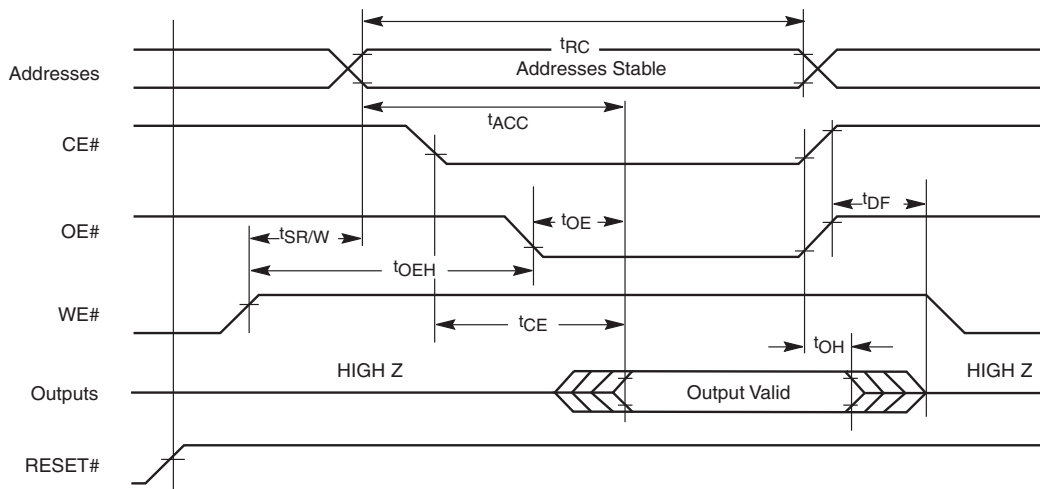 tRC
Addresses
Addresses Stable
tACC
CE#
tDF
tOE
OE#
tSR/W
tOEH
WE#
tCE
tOH
HIGH Z
HIGH Z
Outputs
Output Valid
RESET#